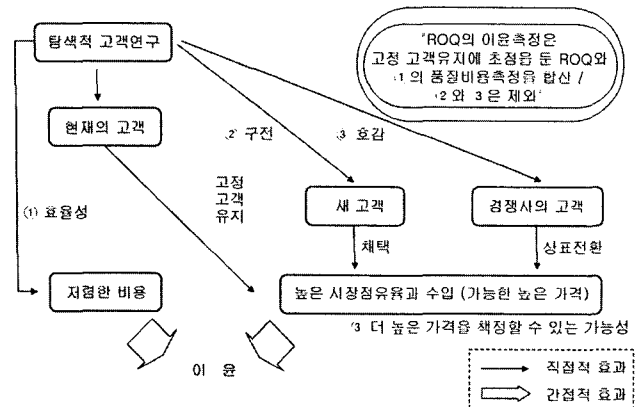 탐색적 고객연구
"ROQ의 이윤측정은
고정 고객유지에 초점을 둔 ROQ와
(1의 품질비용측정을 합산 /
(2와 3은 제외"
현재의 고객
(2) 구전
(3 호감
고정
고객
유지
① 효율성
새 고객
경쟁사의 고객
채택
상표전환
저렴한 비용
높은 시장점유율과 수입 (가능한 높은 가격)
'3 더 높은 가격을 책정할 수 있는 가능성
이 윤
직접적 효과
간접적 효과